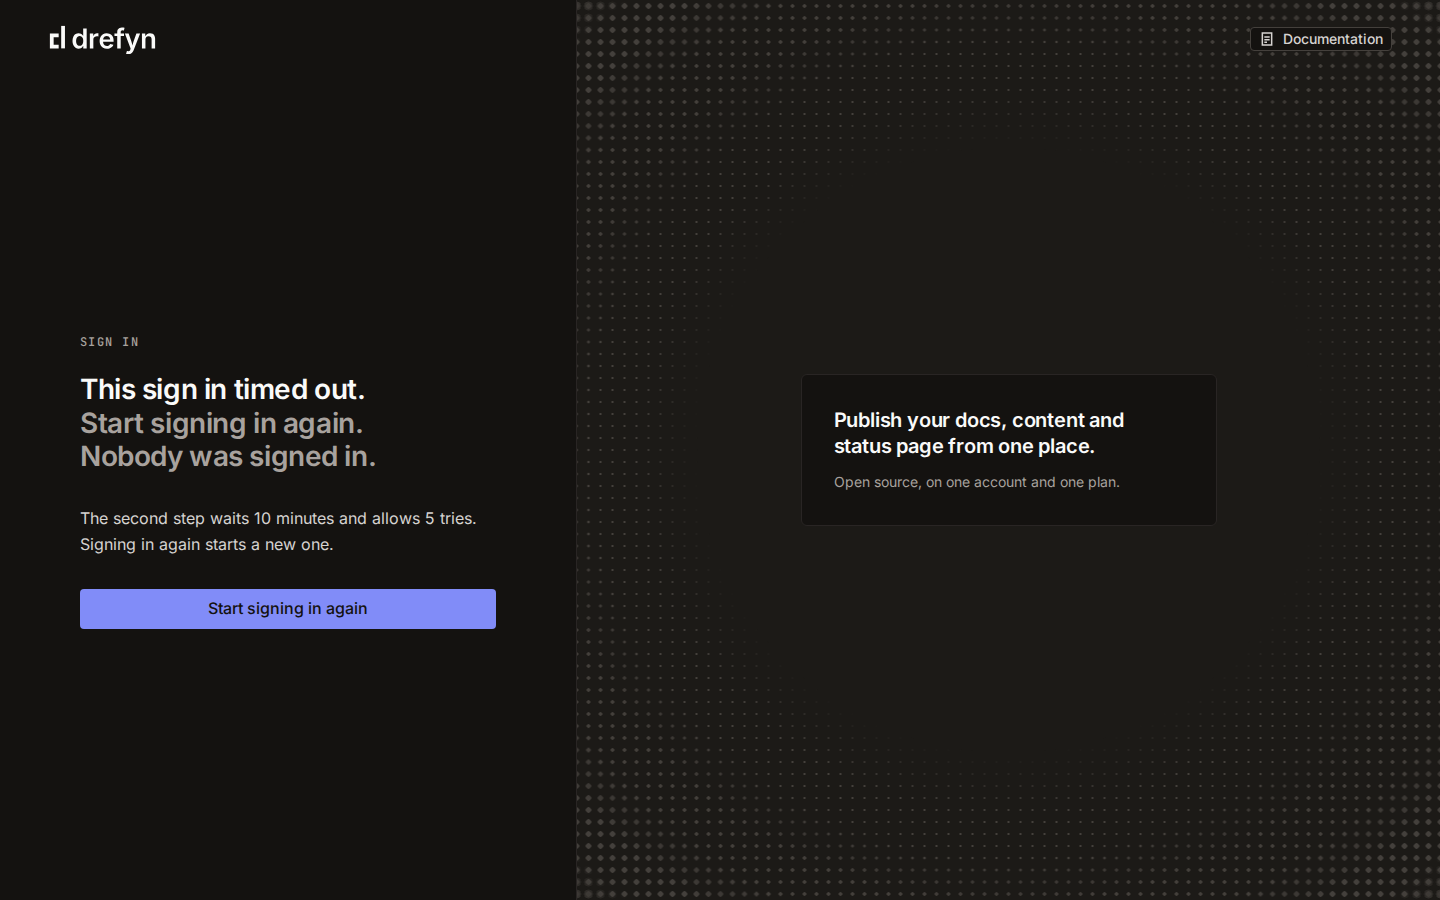 drefyn
Documentation
SIGN IN
This sign in timed out.
Start signing in again.
Nobody was signed in.
The second step waits 10 minutes and allows 5 tries.
Signing in again starts a new one.
Start signing in again
Publish your docs, content and
status page from one place.
Open source, on one account and one plan.